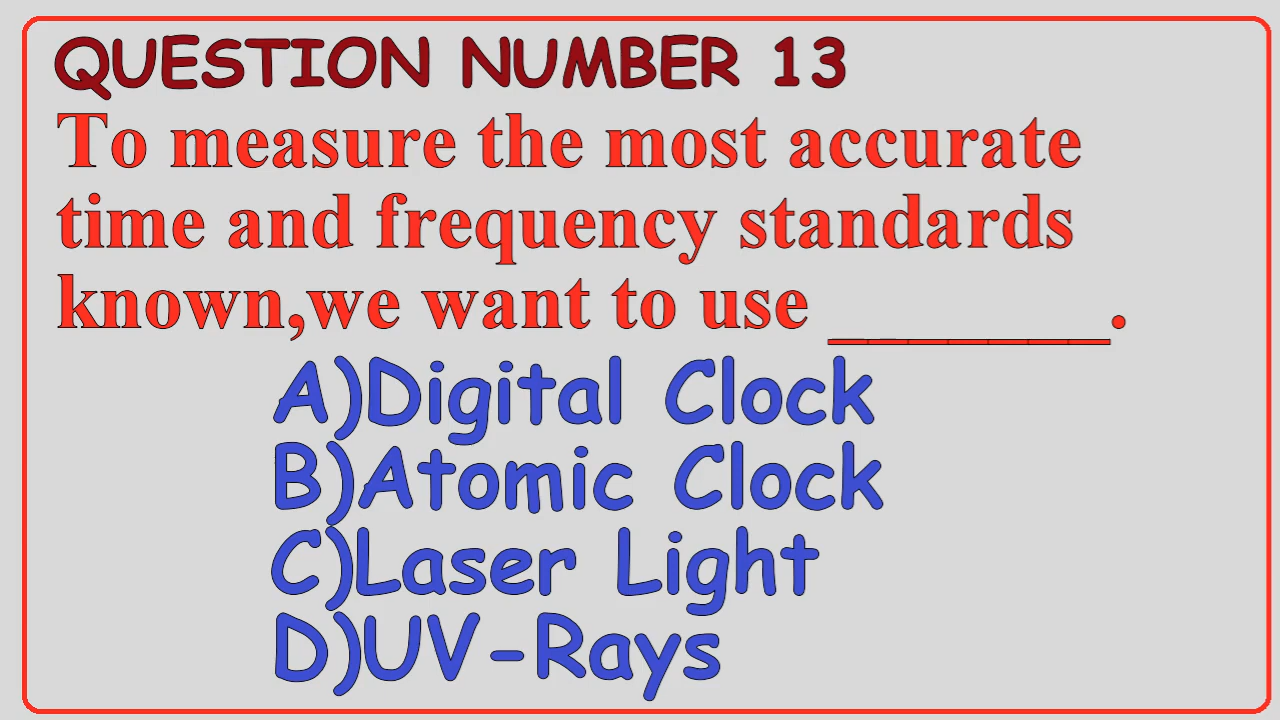 QUESTION NUMBER 13
To measure the most accurate
time and frequency standards
known,we want to use _______.
A)Digital Clock
B)Atomic Clock
C)Laser Light
D)UV-Rays